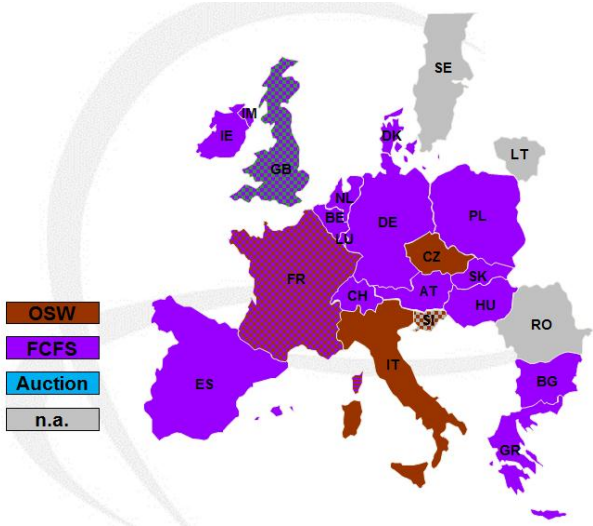 SE
IM
IE
DK
LT
GB
NL
BE
DE
PL
LU
CZ
FR
SK
CH
AT
HU
OSW
SI
RO
FCFS
IT
Auction
ES
BG
n.a.
GR